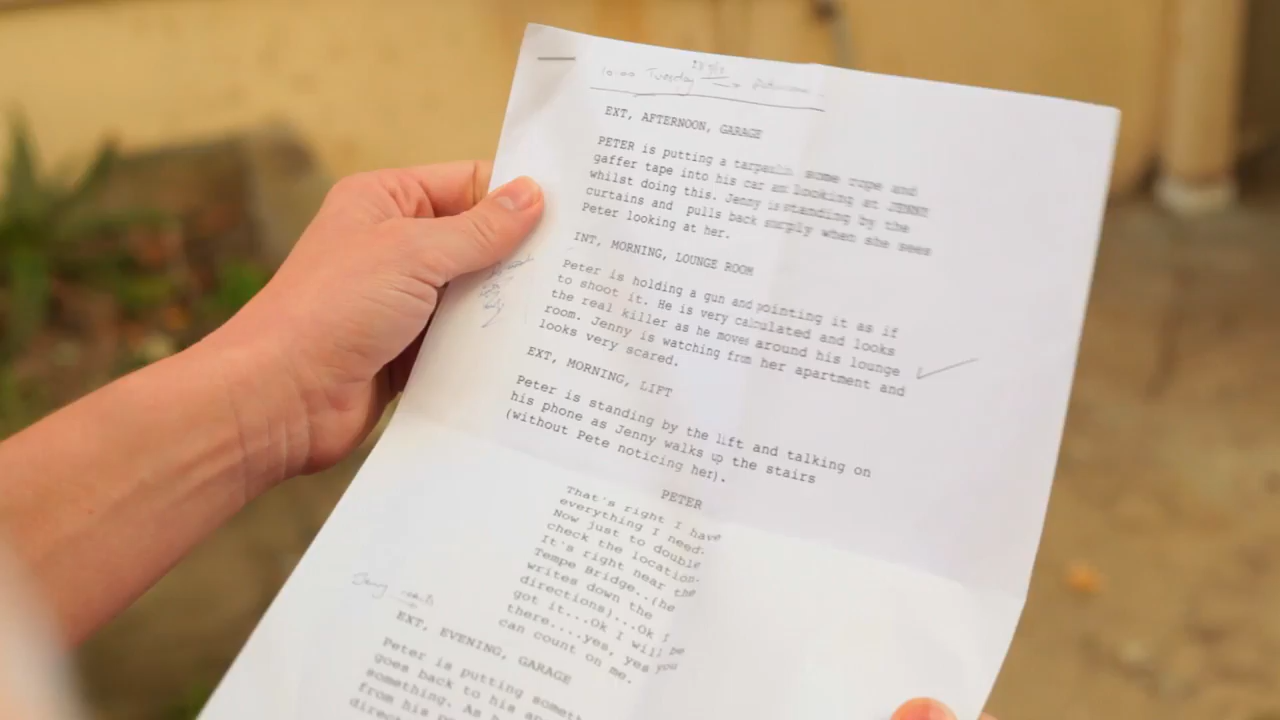 10:00 Tuesday
EXT, AFTERNOON, GARAGE
PETER is putting a tarpaulin some rope and
gaffer tape into his car as looking at JENNY
whilst doing this. Jenny is standing by the
curtains and pulls back surply when she sees
Peter looking at her.
INT, MORNING, LOUNGE ROOM
Peter is holding a gun and pointing it as if
to shoot it. He is very calculated and looks
the real killer as he moves around his lounge
room. Jenny is watching from her apartment and
looks very scared.
EXT, MORNING, LIFT
Peter is standing by the lift and talking on
his phone as Jenny walks up the stairs
(without Pete noticing her).
PETER
That's right I have
everything I need.
Now just to double
check the location.
It's right near the
Tempe Bridge..(he
writes down the
directions)...Ok I
got it...Ok I will be
there....yes, yes you
can count on me.
Jenny
EXT, EVENING, GARAGE
Peter is putting
goes back to his
something. As
from his